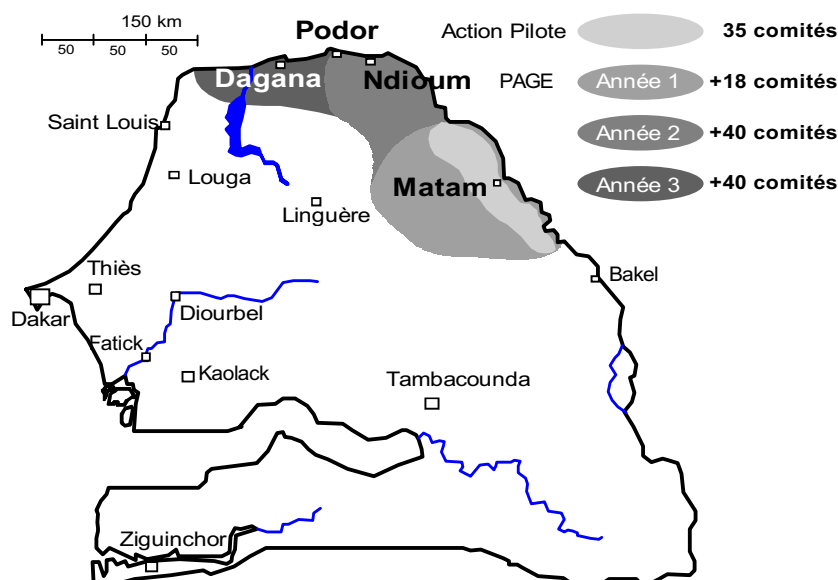 150 km
50 50 50
Action Pilote 35 comités
PAGE Année 1 +18 comités
Année 2 +40 comités
Année 3 +40 comités
Podor
Dagana
Ndioum
Saint Louis
Louga
Matam
Linguère
Thiès
Bakel
Dakar
Diourbel
Fatick
Kaolack
Tambacounda
Ziguinchor